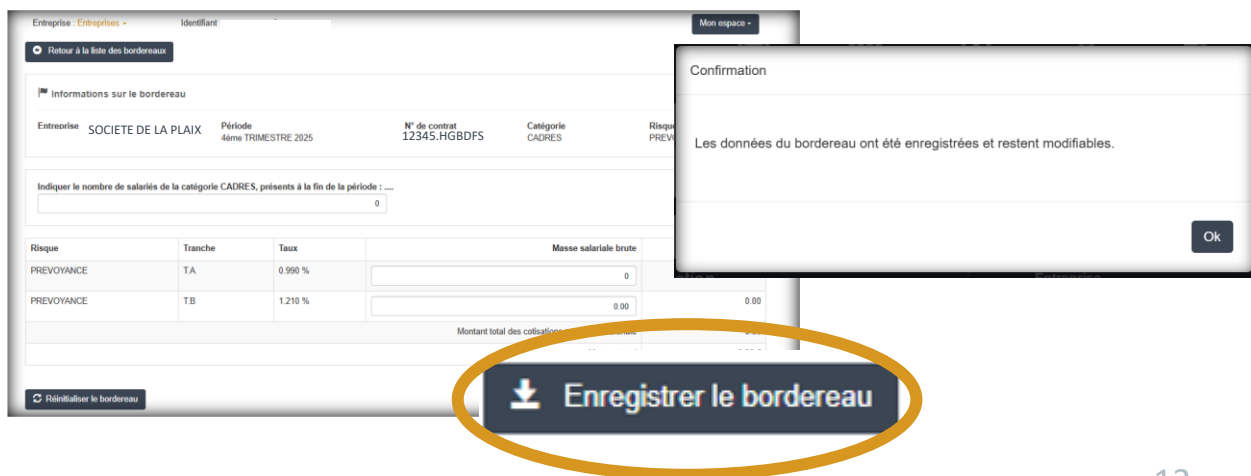 Entreprise : Entreprises
Identifiant
Mon espace
Retour à la liste des bordereaux
Informations sur le bordereau
Entreprise SOCIETE DE LA PLAIX
Période
4ème TRIMESTRE 2025
N° de contrat
12345.HGBDFS
Catégorie
CADRES
Indiquer le nombre de salariés de la catégorie CADRES, présents à la fin de la période : ....
0
Risque Tranche Taux Masse salariale brute
PREVOYANCE T.A 0.990 % 0
PREVOYANCE T.B 1.210 % 0.00 0.00
Montant total des cotisations
Réinitialiser le bordereau
Confirmation
Les données du bordereau ont été enregistrées et restent modifiables.
Ok
Enregistrer le bordereau